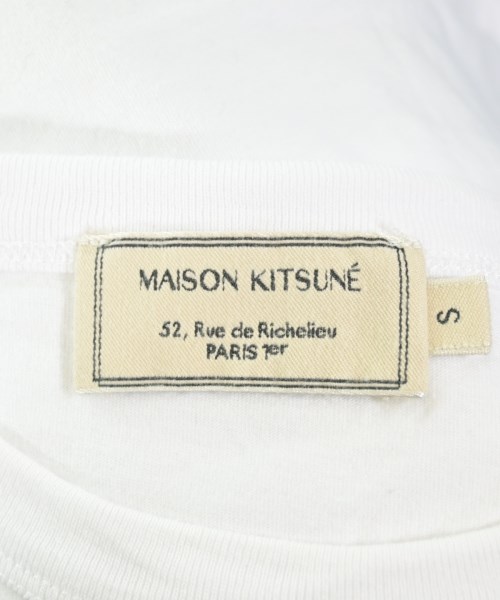 MAISON KITSUNÉ
52, Rue de Richelieu
PARIS 1er
S